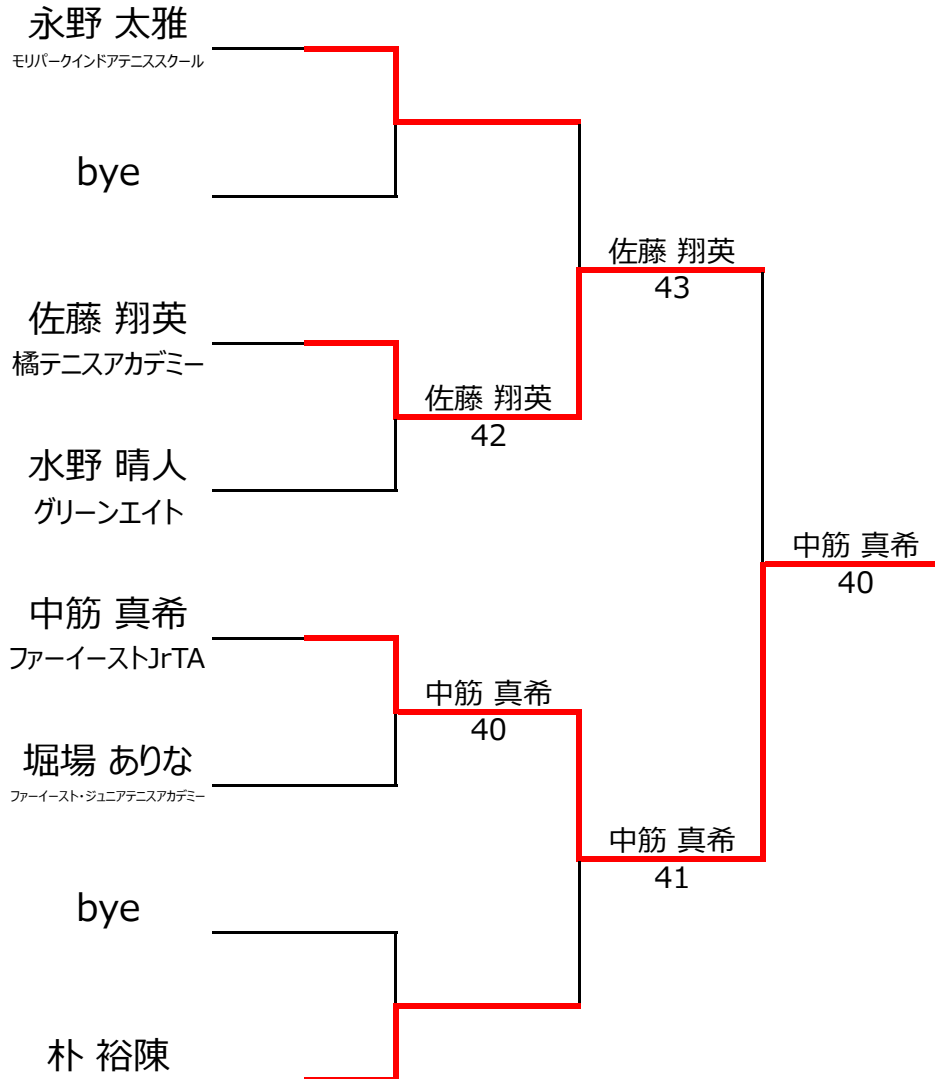 永野 太雅
モリパークインドアテニススクール
bye
佐藤 翔英
43
佐藤 翔英
橘テニスアカデミー
佐藤 翔英
42
水野 晴人
グリーンエイト
中筋 真希
40
中筋 真希
ファーイーストJrTA
中筋 真希
40
堀場 ありな
ファーイースト・ジュニアテニスアカデミー
中筋 真希
41
bye
朴 裕陳